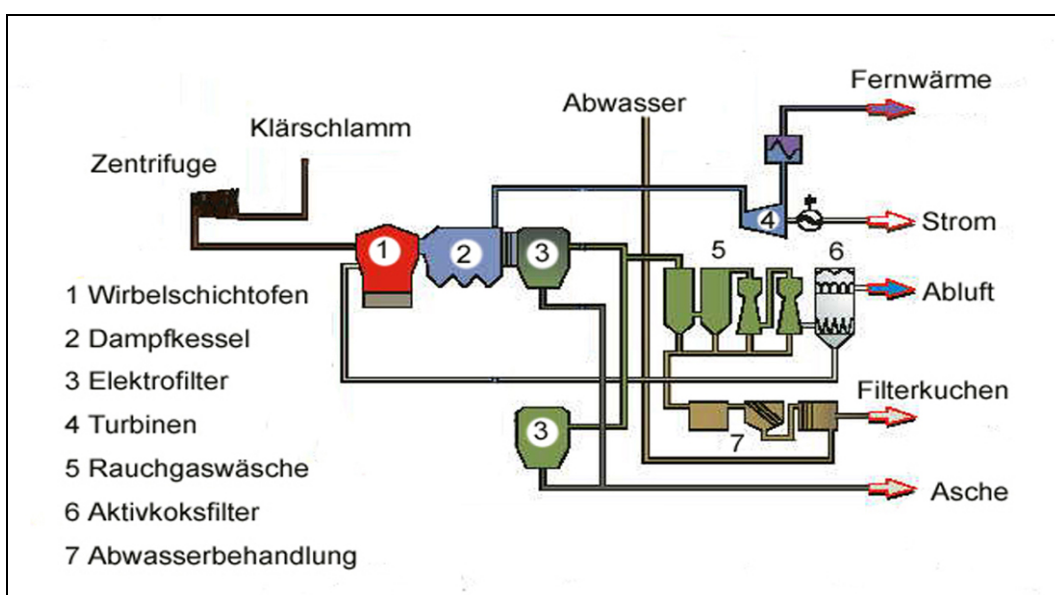 Fernwärme
Abwasser
Klärschlamm
Zentrifuge
4
Strom
1
2
3
5
6
Abluft
1 Wirbelschichtofen
2 Dampfkessel
3 Elektrofilter
4 Turbinen
5 Rauchgaswäsche
6 Aktivkoksfilter
7 Abwasserbehandlung
Filterkuchen
3
7
Asche